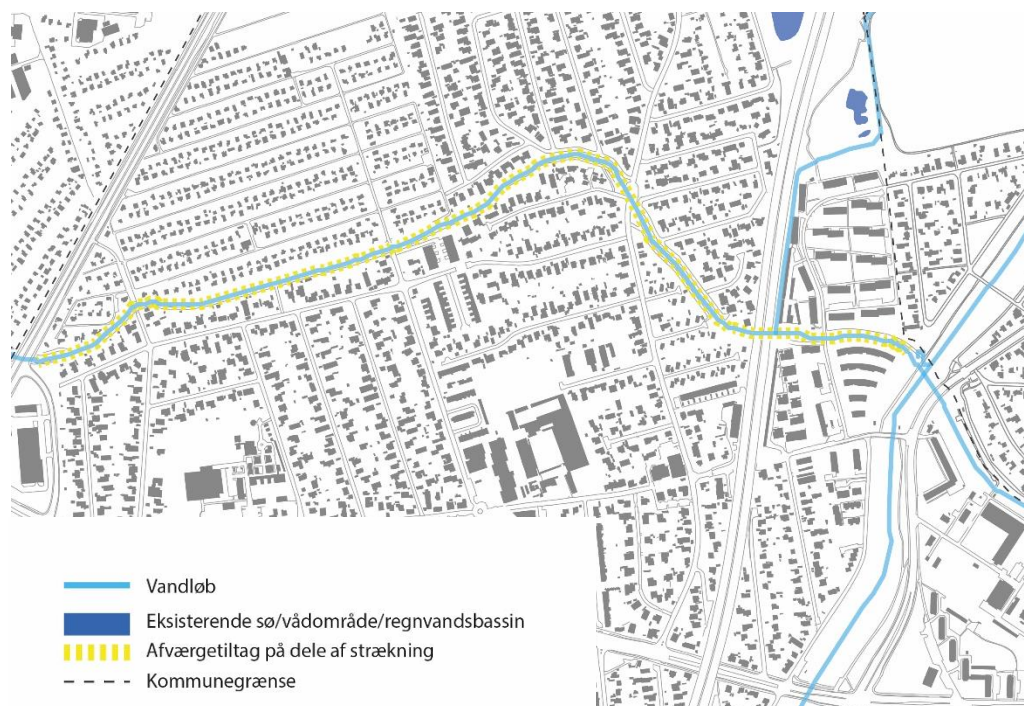 Vandløb
Eksisterende sø/vådområde/regnvandsbassin
Afværgetiltag på dele af strækning
Kommunegrænse